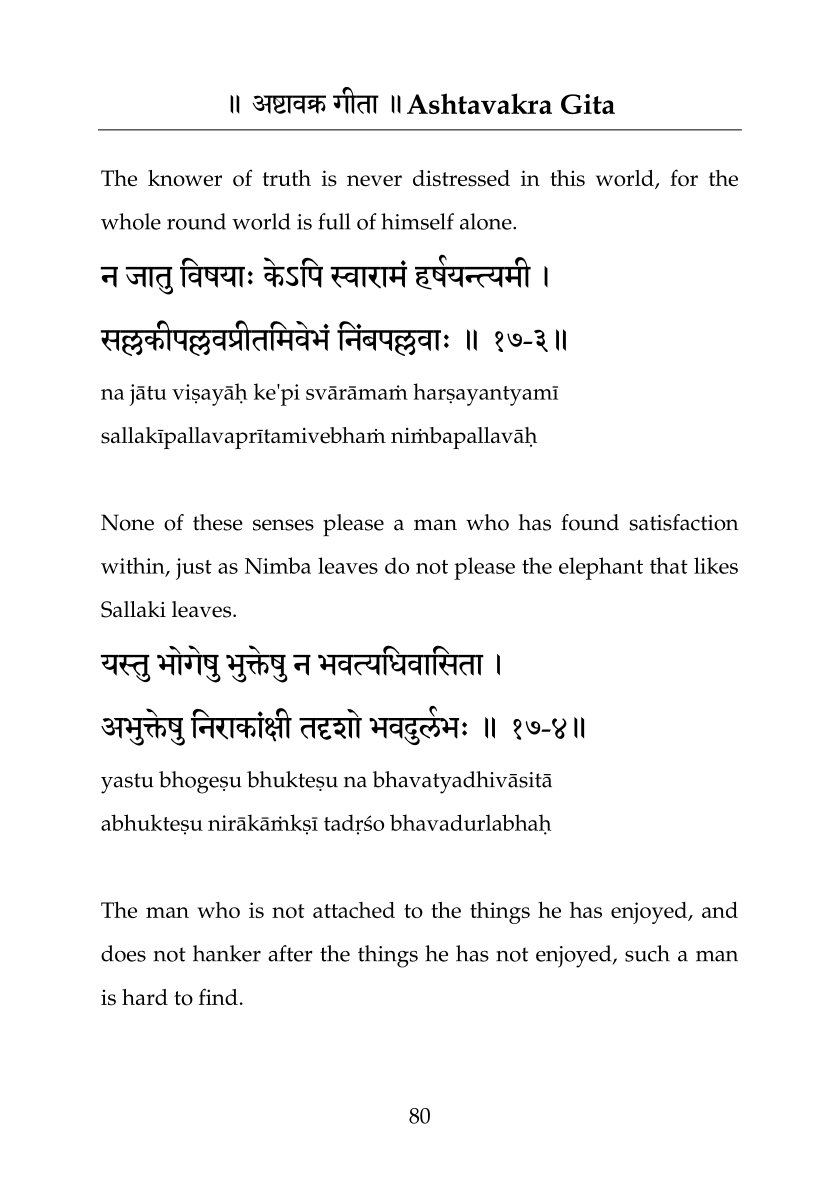 ॥ अष्टावक्र गीता ॥ Ashtavakra Gita
The knower of truth is never distressed in this world, for the
whole round world is full of himself alone.
न जातु विषयाः केऽपि स्वारामं हर्षयन्त्यमी ।
सल्लकीपल्लवप्रीतमिवेभं निंबपल्लवाः ॥ १७-३॥
na jātu viṣayāḥ ke'pi svārāmaṁ harṣayantyamī
sallakīpallavaprītamivebhaṁ niṁbapallavāḥ
None of these senses please a man who has found satisfaction
within, just as Nimba leaves do not please the elephant that likes
Sallaki leaves.
यस्तु भोगेषु भुक्तेषु न भवत्यधिवासिता ।
अभुक्तेषु निराकांक्षी तदृशो भवदुर्लभः ॥ १७-४॥
yastu bhogeṣu bhukteṣu na bhavatyadhivāsitā
abhukteṣu nirākāṁkṣī tadṛśo bhavadurlabhaḥ
The man who is not attached to the things he has enjoyed, and
does not hanker after the things he has not enjoyed, such a man
is hard to find.
80